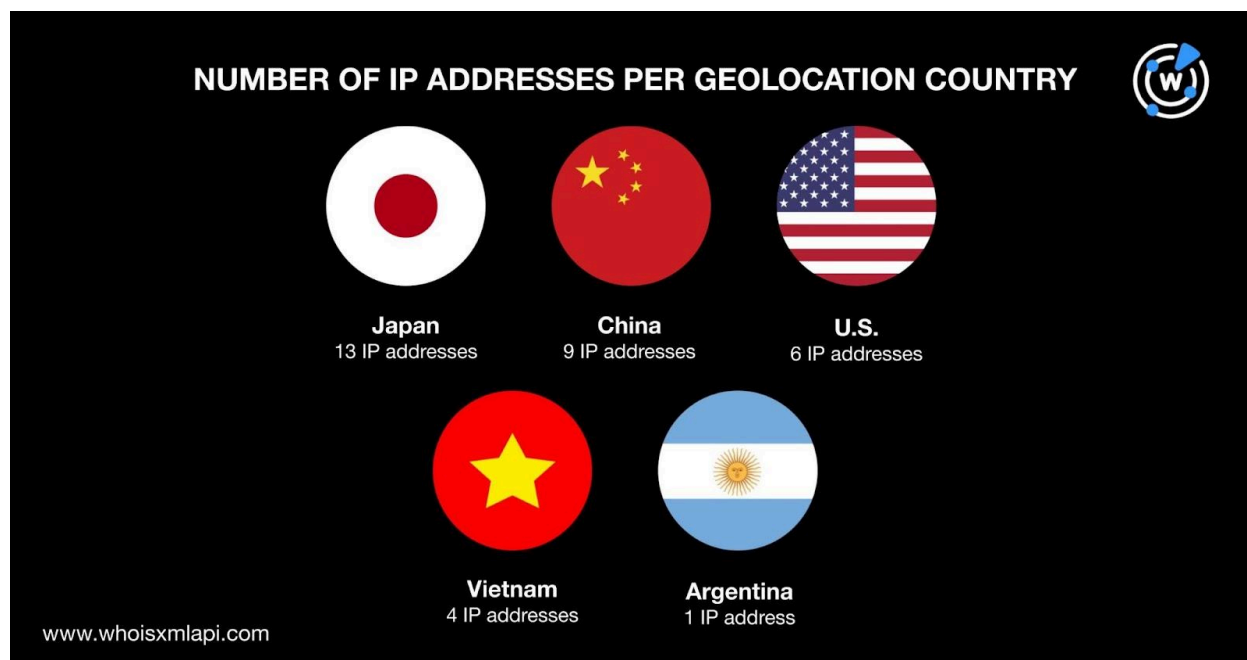 NUMBER OF IP ADDRESSES PER GEOLOCATION COUNTRY
W
Japan
13 IP addresses
China
9 IP addresses
U.S.
6 IP addresses
Vietnam
4 IP addresses
Argentina
1 IP address
www.whoisxmlapi.com